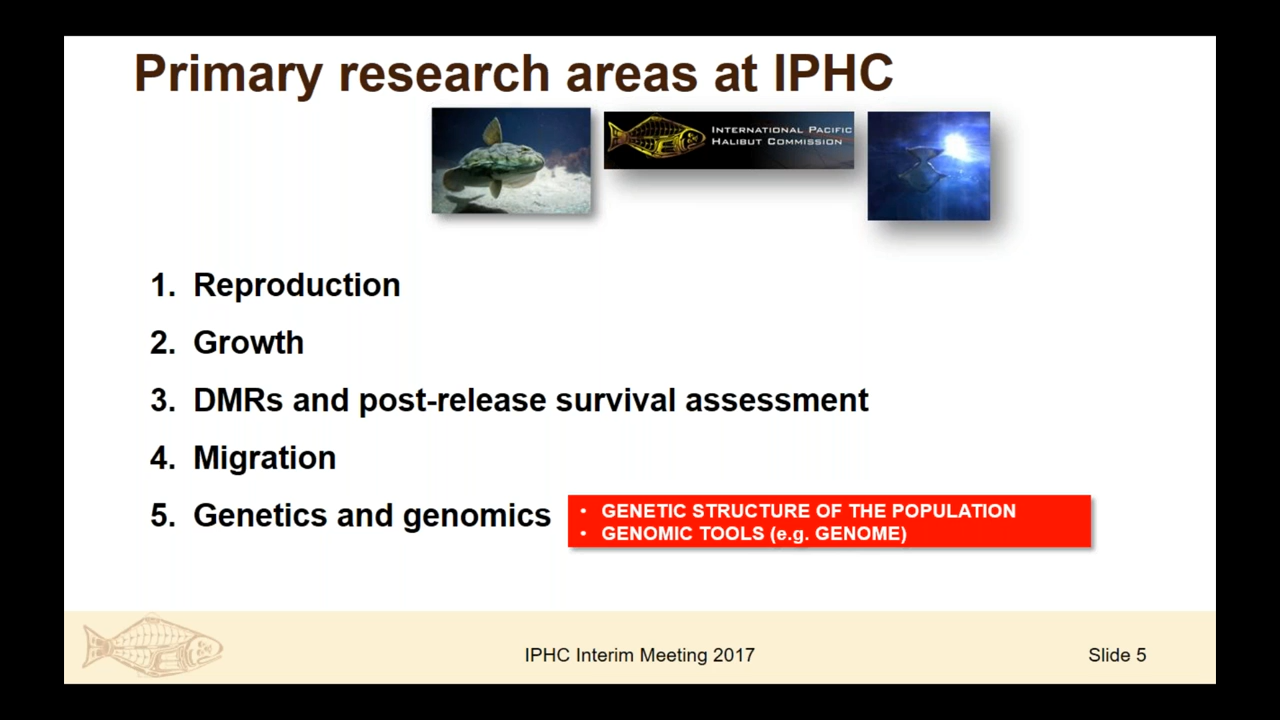 Primary research areas at IPHC
INTERNATIONAL PACIFIC
HALIBUT COMMISSION
1. Reproduction
2. Growth
3. DMRs and post-release survival assessment
4. Migration
5. Genetics and genomics
• GENETIC STRUCTURE OF THE POPULATION
• GENOMIC TOOLS (e.g. GENOME)
IPHC Interim Meeting 2017
Slide 5